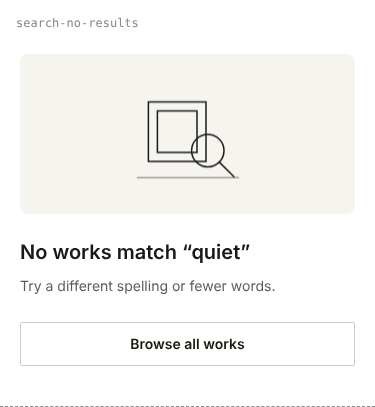 search-no-results
No works match “quiet”
Try a different spelling or fewer words.
Browse all works